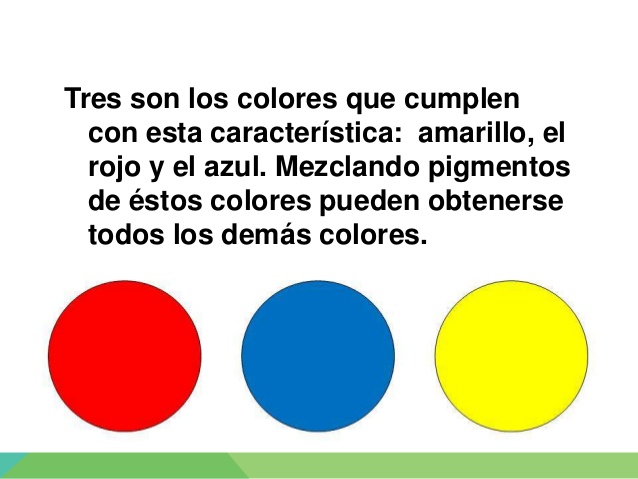 Tres son los colores que cumplen
con esta característica: amarillo, el
rojo y el azul. Mezclando pigmentos
de éstos colores pueden obtenerse
todos los demás colores.